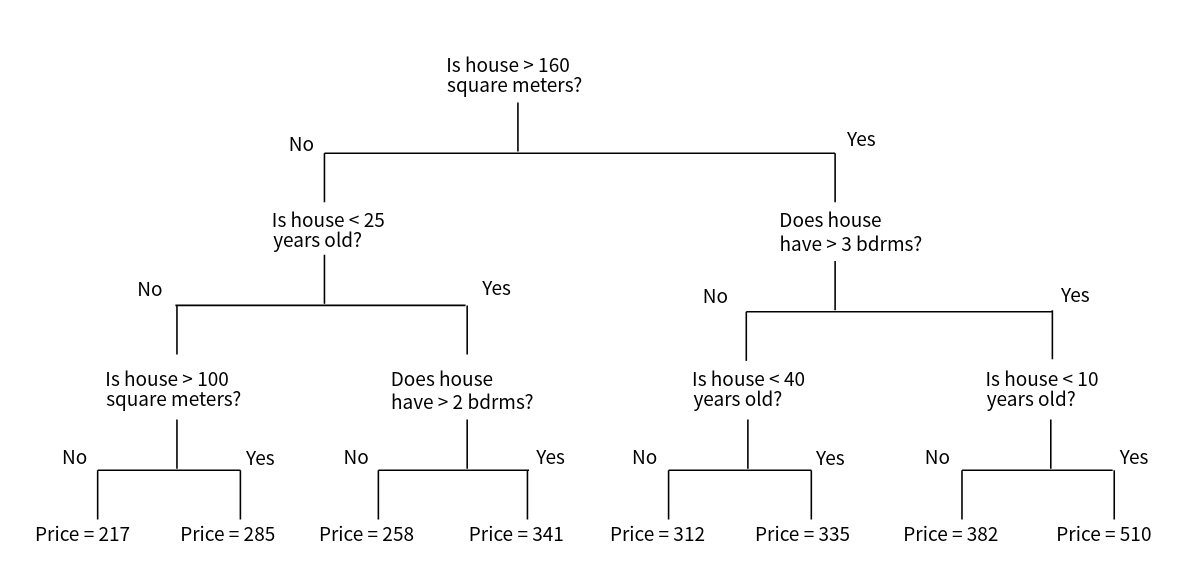 Is house > 160
square meters?
No
Yes
Is house < 25
years old?
Does house
have > 3 bdrms?
No
Yes
No
Yes
Is house > 100
square meters?
Does house
have > 2 bdrms?
Is house < 40
years old?
Is house < 10
years old?
No
Yes
No
Yes
No
Yes
No
Yes
Price = 217
Price = 285
Price = 258
Price = 341
Price = 312
Price = 335
Price = 382
Price = 510